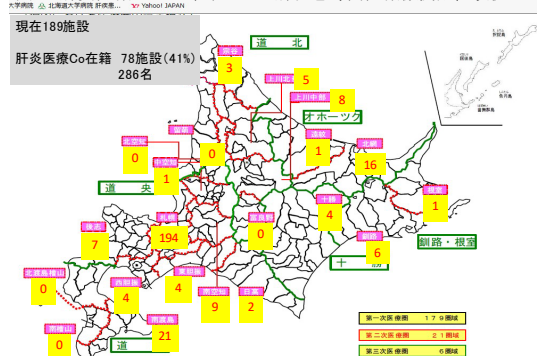 大学病院 北海道大学病院 肝疾患... Yahoo! JAPAN
現在189施設
肝炎医療Co在籍 78施設(41%)
286名
道 北
宗谷
3
上川北部
5
上川中部
8
オホーツク
留萌
0
遠紋
1
北網
16
北空知
0
中空知
1
道 央
根室
1
十勝
4
札幌
194
富良野
0
後志
7
釧路
6
釧路・根室
十 勝
北渡島檜山
0
西胆振
4
東胆振
4
南空知
9
日高
2
南渡島
21
南檜山
0
道
第一次医療圏 179圏域
第二次医療圏 21圏域
第三次医療圏 6圏域